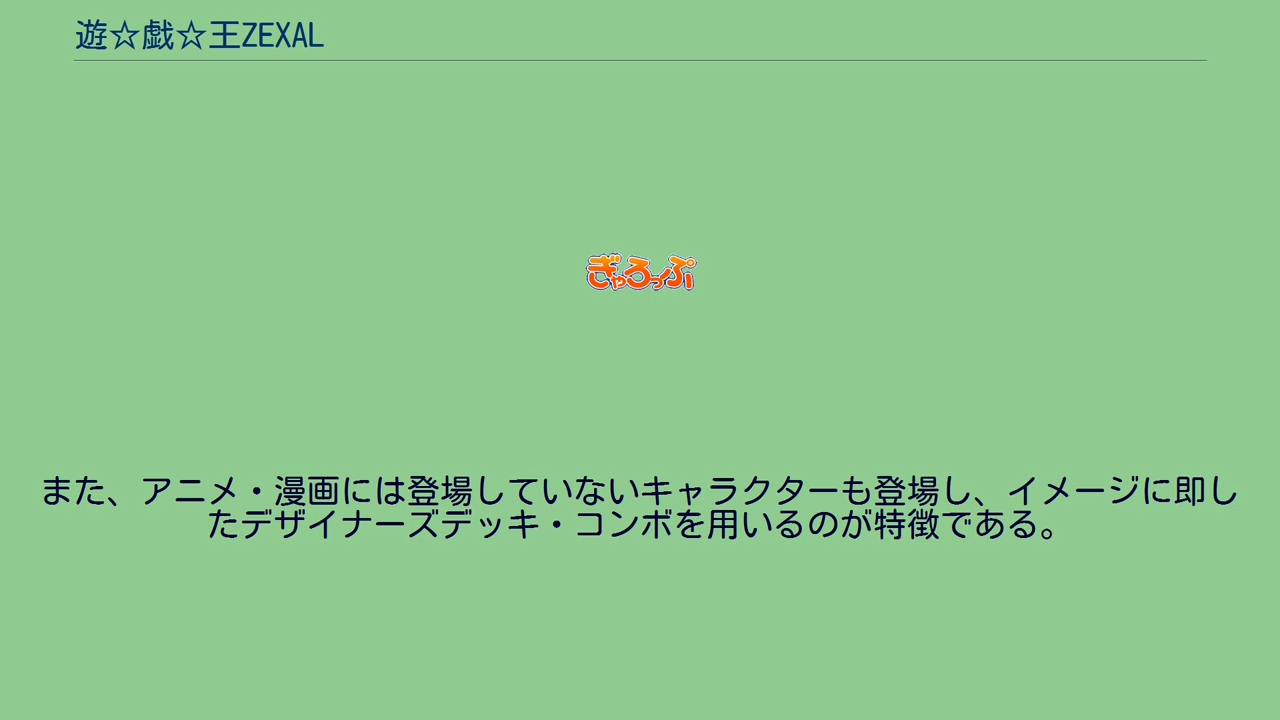 遊☆戯☆王ZEXAL
ぎゃろっぷ
また、アニメ・漫画には登場していないキャラクターも登場し、イメージに即し
たデザイナーズデッキ・コンボを用いるのが特徴である。